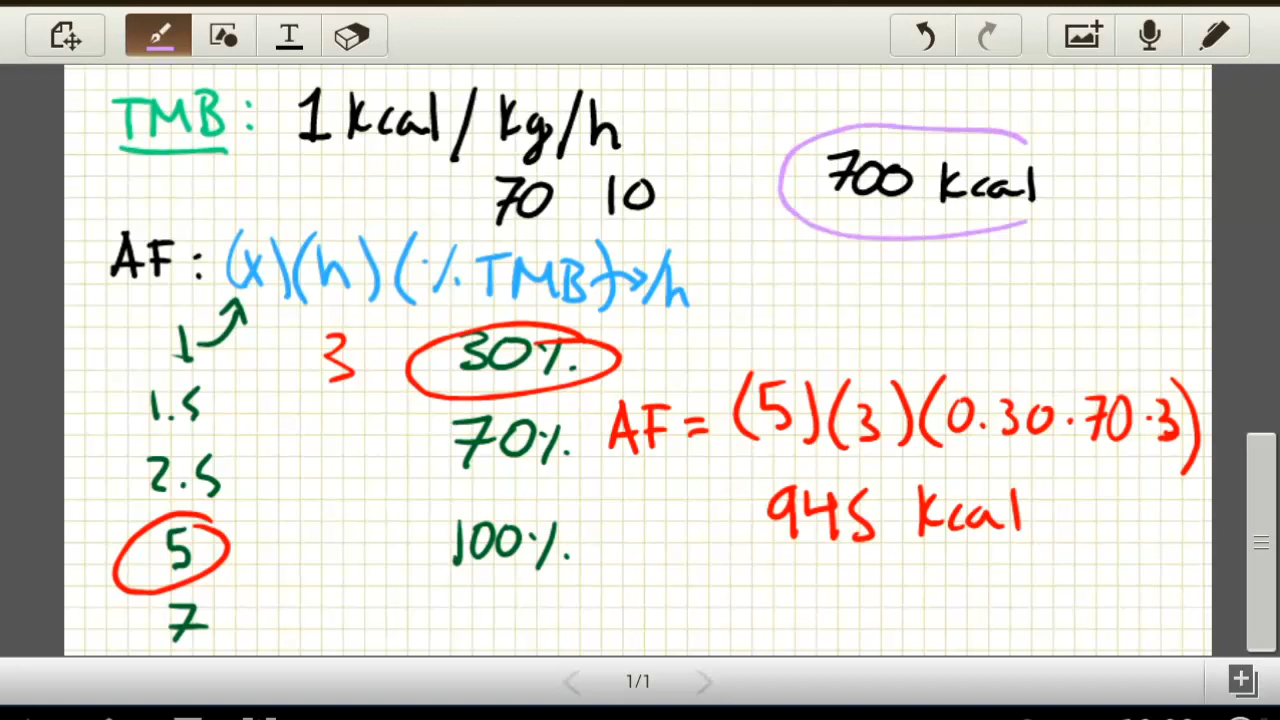 T
TMB: 1 kcal / kg/h
70 10
700 kcal
AF: (x)(h)(% TMB)→/h
1 3 30%
1.5
70%
AF = (5)(3)(0.30·70·3)
2.5
945 kcal
5 100%
7
1/1